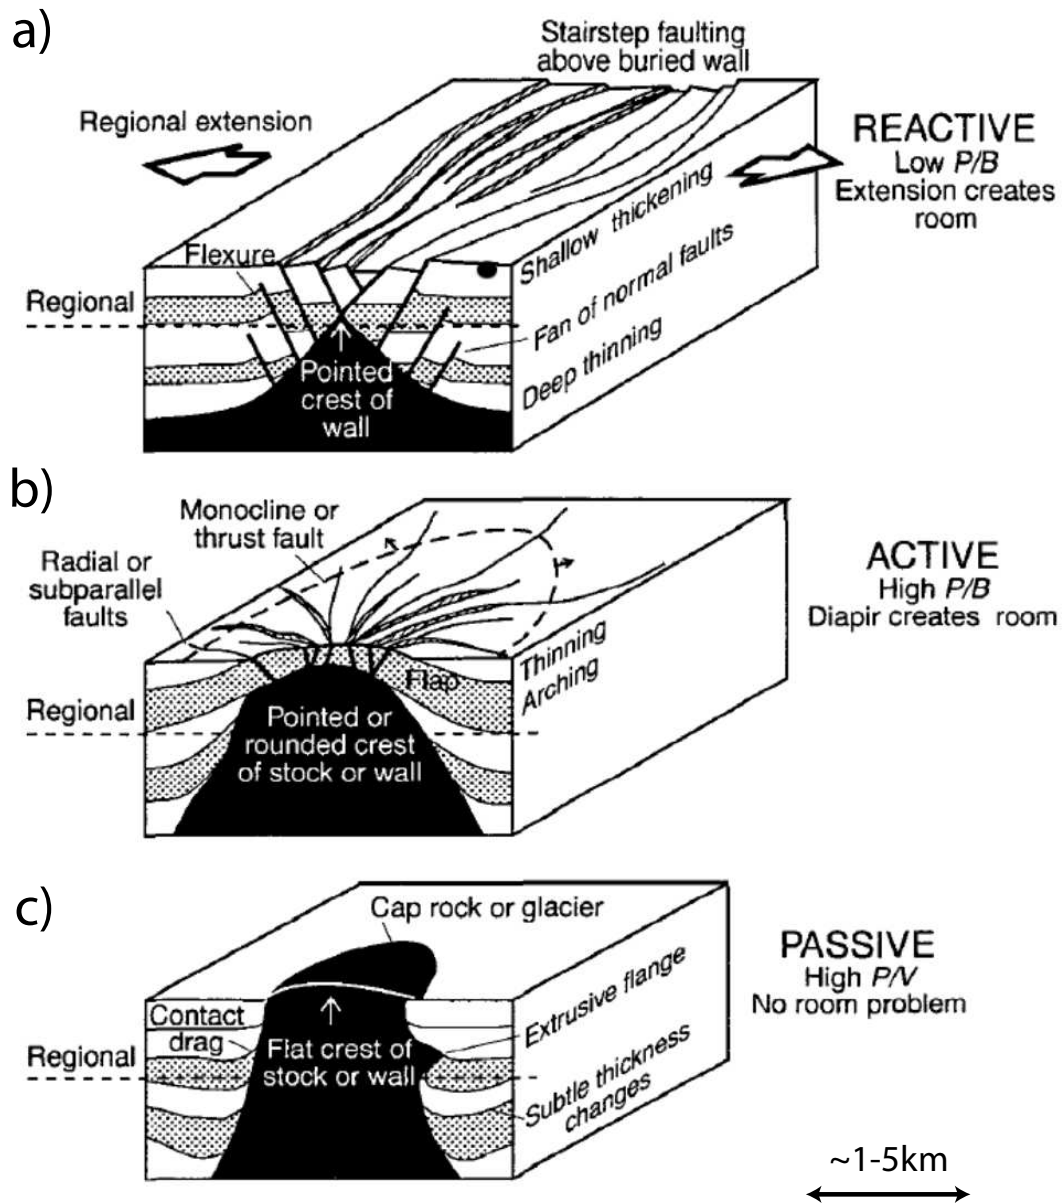 a)
Stairstep faulting
above buried wall
Regional extension
REACTIVE
Low P/B
Extension creates
room
Flexure
Shallow thickening
Regional
Fan of normal faults
Deep thinning
Pointed
crest of
wall
b)
Monocline or
thrust fault
Radial or
subparallel
faults
ACTIVE
High P/B
Diapir creates room
Thinning
Arching
Flap
Regional
Pointed or
rounded crest
of stock or wall
c)
Cap rock or glacier
PASSIVE
High P/V
No room problem
Contact
drag
Extrusive flange
Regional
Flat crest of
stock or wall
Subtle thickness
changes
~1-5km